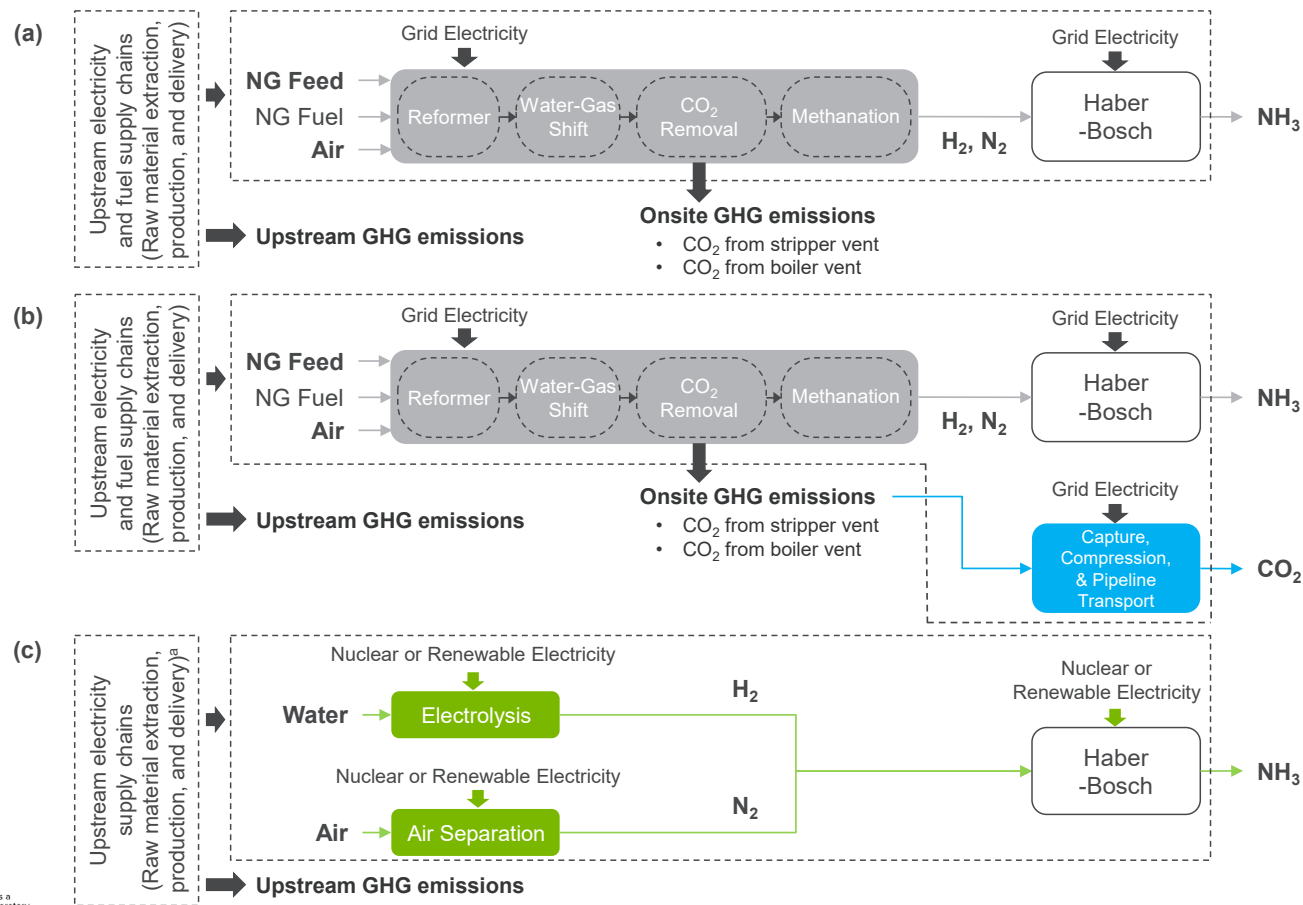 (a)
Upstream electricity
and fuel supply chains
(Raw material extraction,
production, and delivery)
Grid Electricity
NG Feed
NG Fuel
Air
Reformer
Water-Gas
Shift
CO₂
Removal
Methanation
H₂, N₂
Grid Electricity
Haber
-Bosch
NH₃
Onsite GHG emissions
• CO₂ from stripper vent
• CO₂ from boiler vent
Upstream GHG emissions
(b)
Upstream electricity
and fuel supply chains
(Raw material extraction,
production, and delivery)
Grid Electricity
NG Feed
NG Fuel
Air
Reformer
Water-Gas
Shift
CO₂
Removal
Methanation
H₂, N₂
Grid Electricity
Haber
-Bosch
NH₃
Onsite GHG emissions
• CO₂ from stripper vent
• CO₂ from boiler vent
Upstream GHG emissions
Grid Electricity
Capture,
Compression,
& Pipeline
Transport
CO₂
(c)
Upstream electricity
supply chains
(Raw material extraction,
production, and delivery)ᵃ
Nuclear or Renewable Electricity
Water
Electrolysis
H₂
Nuclear or Renewable Electricity
Air
Air Separation
N₂
Nuclear or
Renewable Electricity
Haber
-Bosch
NH₃
Upstream GHG emissions